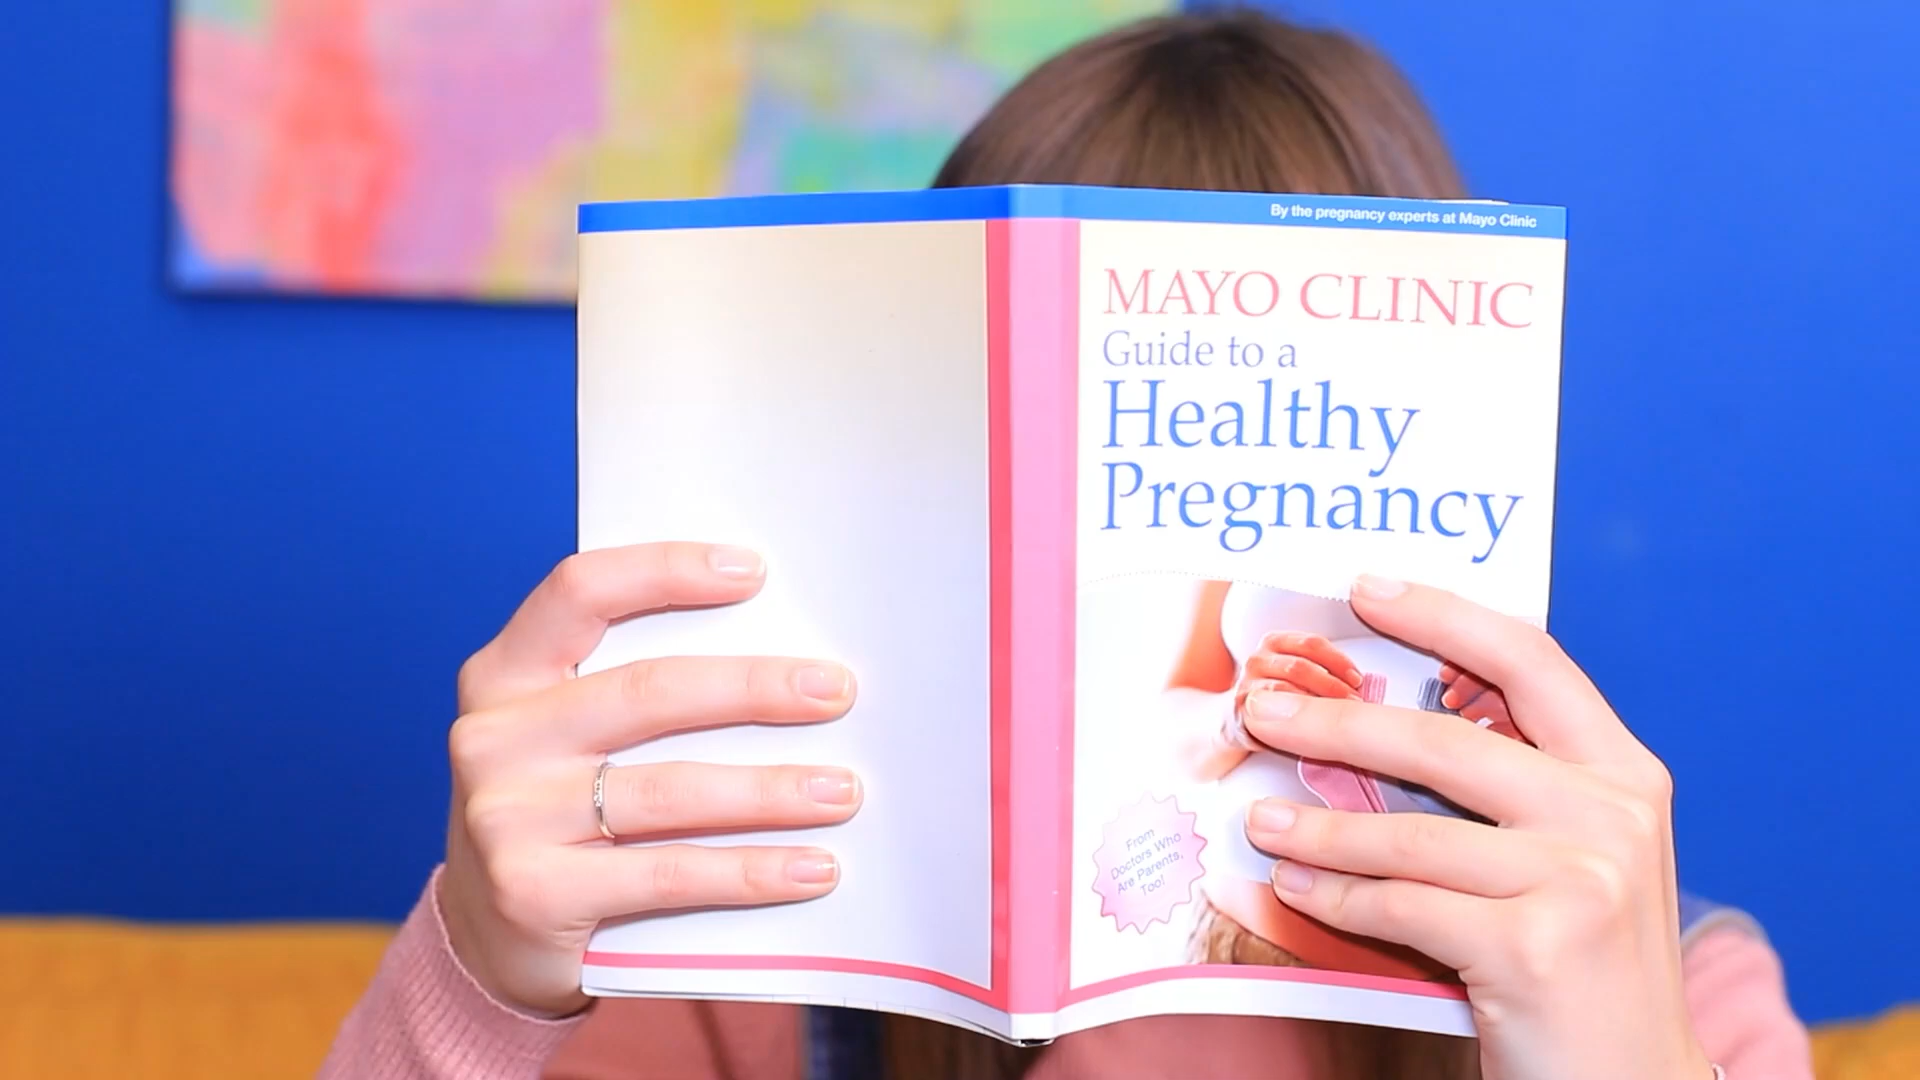 By the pregnancy experts at Mayo Clinic
MAYO CLINIC
Guide to a
Healthy
Pregnancy
From
Doctors Who
Are Parents,
Too!